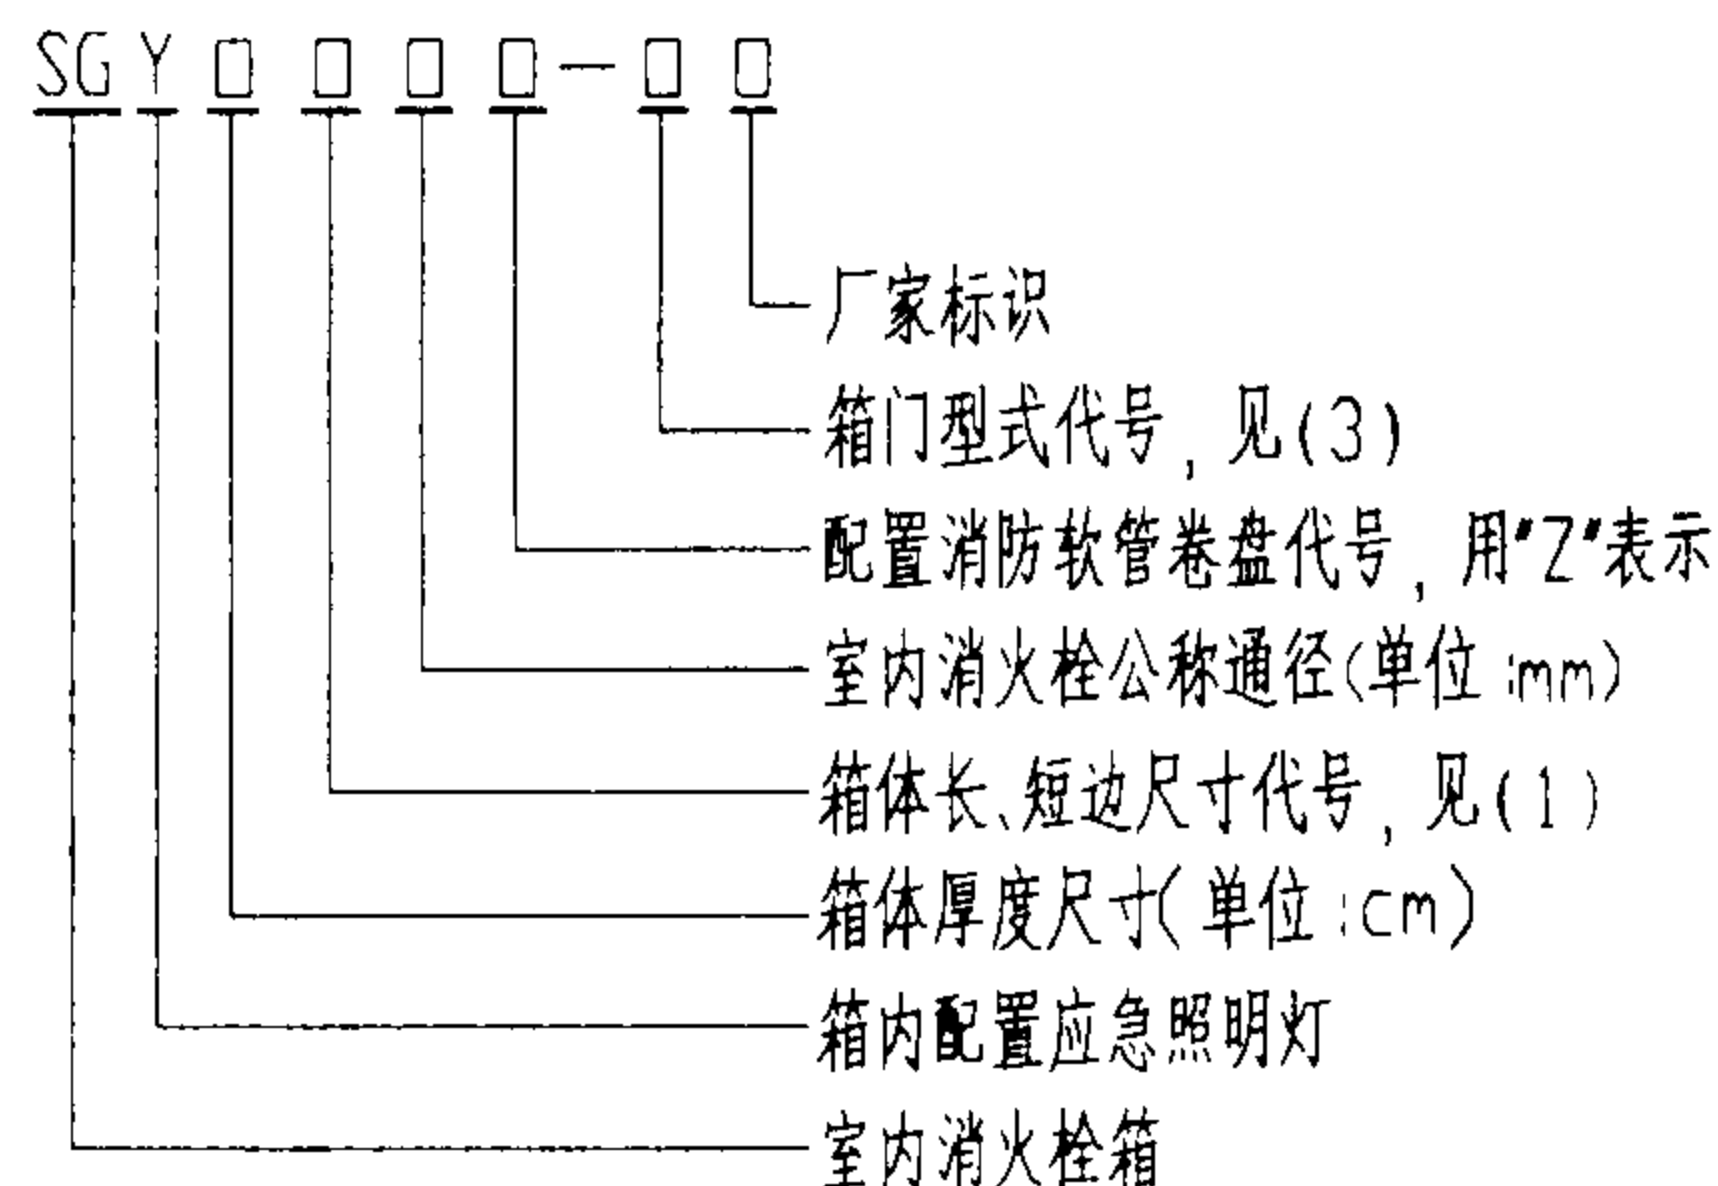 SGY□□□□-□□
厂家标识
箱门型式代号,见(3)
配置消防软管卷盘代号,用"Z"表示
室内消火栓公称通径(单位:mm)
箱体长、短边尺寸代号,见(1)
箱体厚度尺寸(单位:cm)
箱内配置应急照明灯
室内消火栓箱